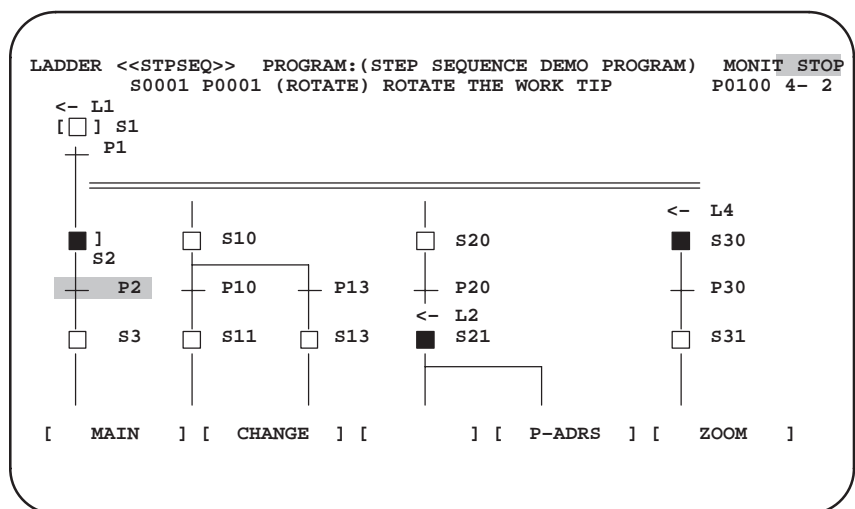 LADDER <<STPSEQ>> PROGRAM:(STEP SEQUENCE DEMO PROGRAM) MONIT STOP
S0001 P0001 (ROTATE) ROTATE THE WORK TIP P0100 4- 2
<- L1
[ ] S1
P1
<- L4
] S10 S20 S30
S2
P2 P10 P13 P20 P30
<- L2
S3 S11 S13 S21 S31
[ MAIN ] [ CHANGE ] [ ] [ P-ADRS ] [ ZOOM ]